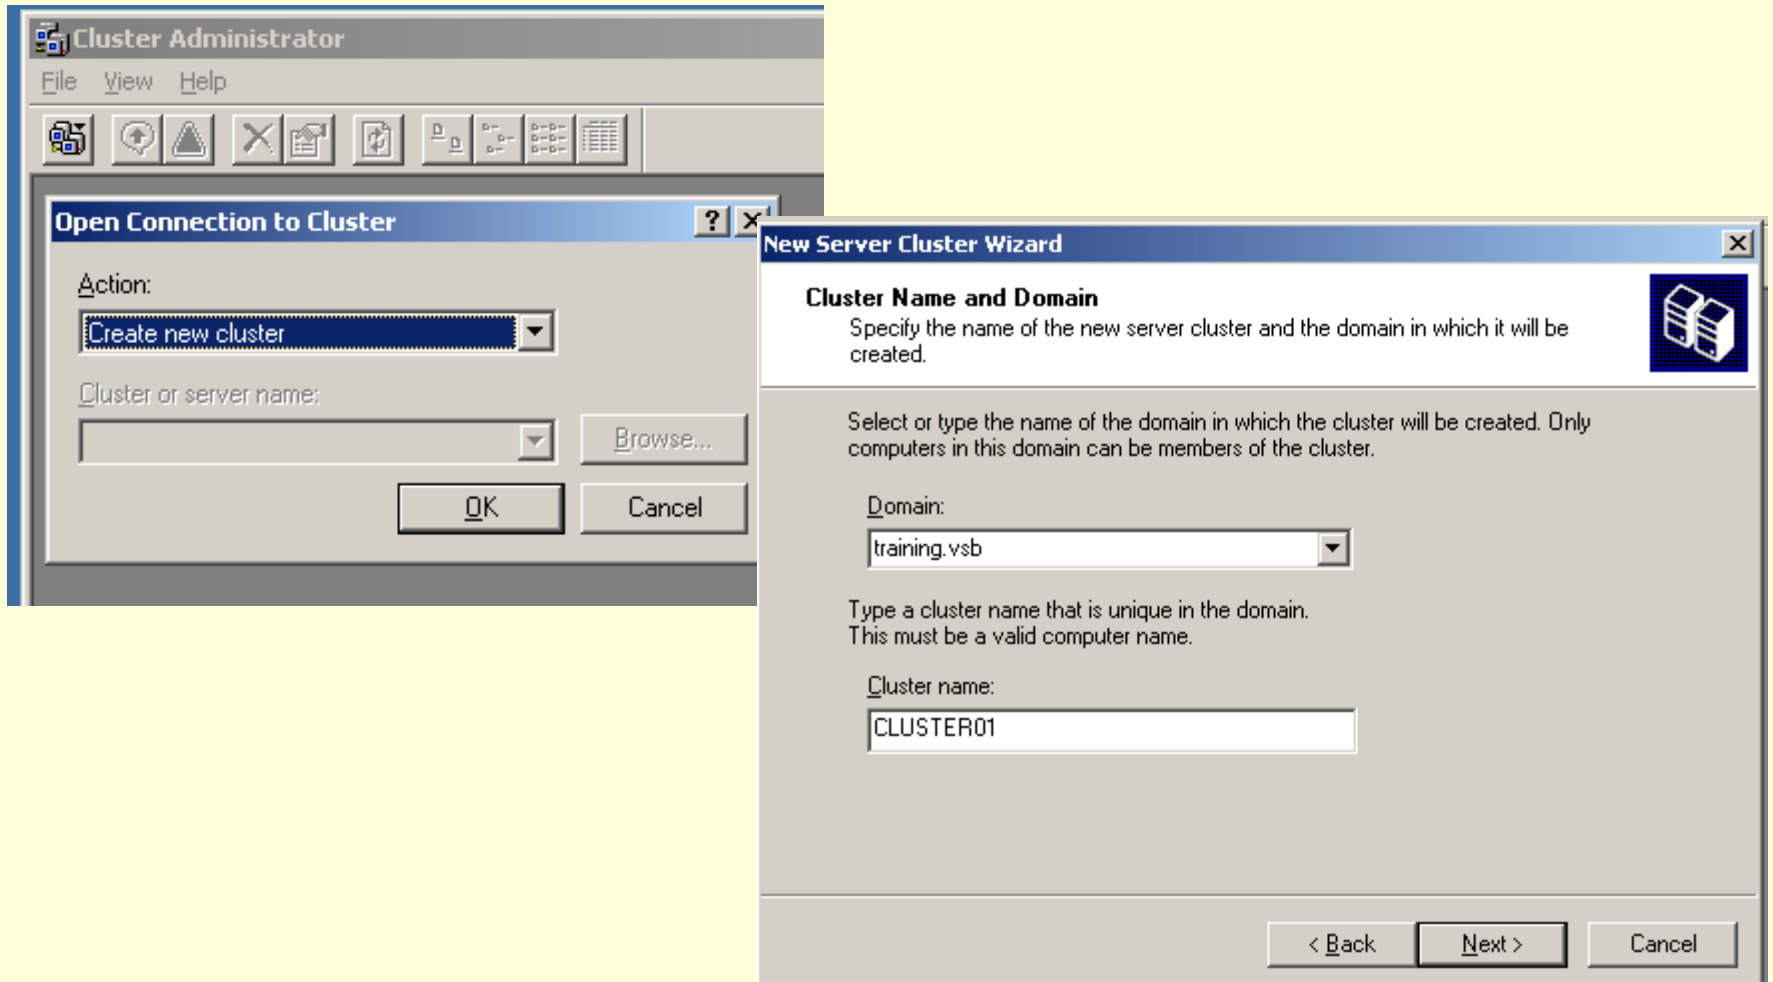 Cluster Administrator
File View Help
Open Connection to Cluster
Action:
Create new cluster
Cluster or server name:
Browse...
OK Cancel
New Server Cluster Wizard
Cluster Name and Domain
Specify the name of the new server cluster and the domain in which it will be
created.
Select or type the name of the domain in which the cluster will be created. Only
computers in this domain can be members of the cluster.
Domain:
training.vsb
Type a cluster name that is unique in the domain.
This must be a valid computer name.
Cluster name:
CLUSTER01
< Back Next > Cancel